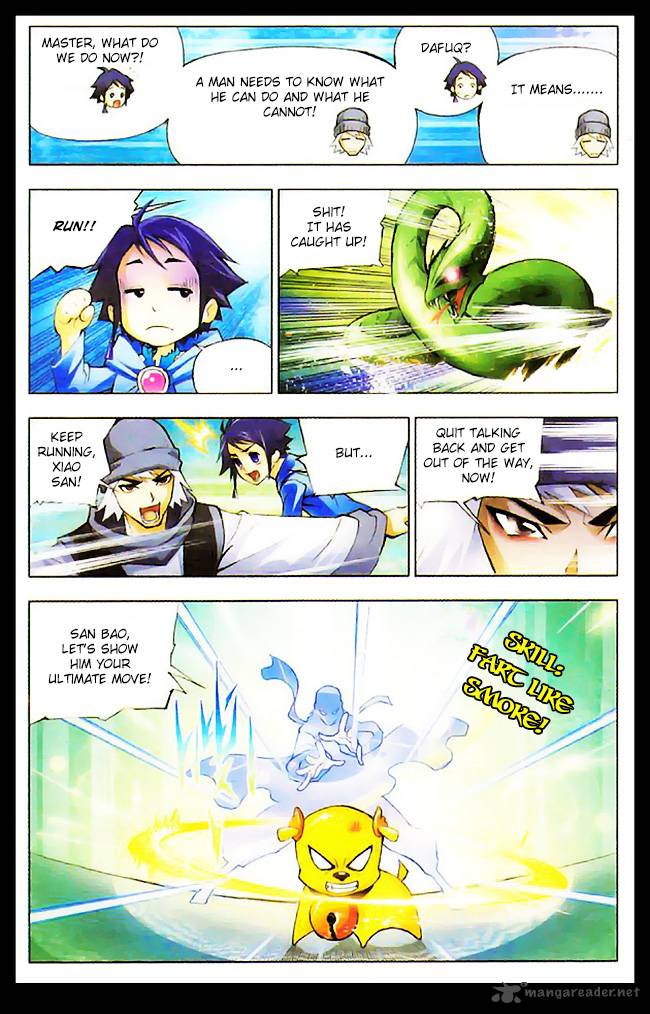 MASTER, WHAT DO
WE DO NOW?!
A MAN NEEDS TO KNOW WHAT
HE CAN DO AND WHAT HE
CANNOT!
DAFUQ?
IT MEANS.......
RUN!!
...
SHIT!
IT HAS
CAUGHT UP!
KEEP
RUNNING,
XIAO
SAN!
BUT...
QUIT TALKING
BACK AND GET
OUT OF THE WAY,
NOW!
SAN BAO,
LET'S SHOW
HIM YOUR
ULTIMATE MOVE!
SKILL:
FART LIKE
SMOKE!
mangareader.net